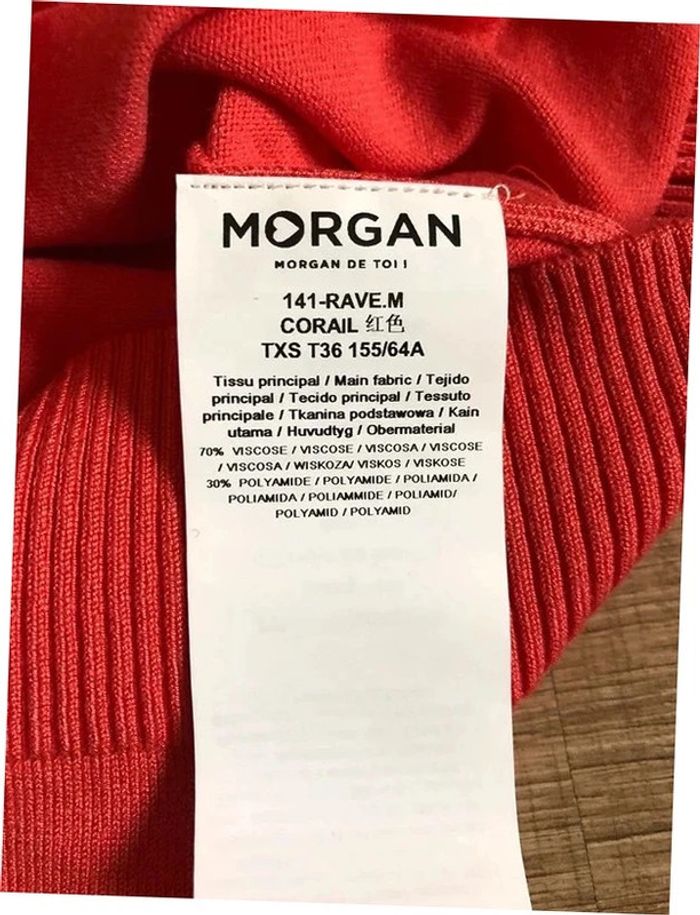 MORGAN
MORGAN DE TOI !
141-RAVE.M
CORAIL 红色
TXS T36 155/64A
Tissu principal / Main fabric / Tejido
principal / Tecido principal / Tessuto
principale / Tkanina podstawowa / Kain
utama / Huvudtyg / Obermaterial
70% VISCOSE / VISCOSE / VISCOSA / VISCOSE
/ VISCOSA / WISKOZA/ VISKOS / VISKOSE
30% POLYAMIDE / POLYAMIDE / POLIAMIDA /
POLIAMIDA / POLIAMMIDE / POLIAMID/
POLYAMID / POLYAMID